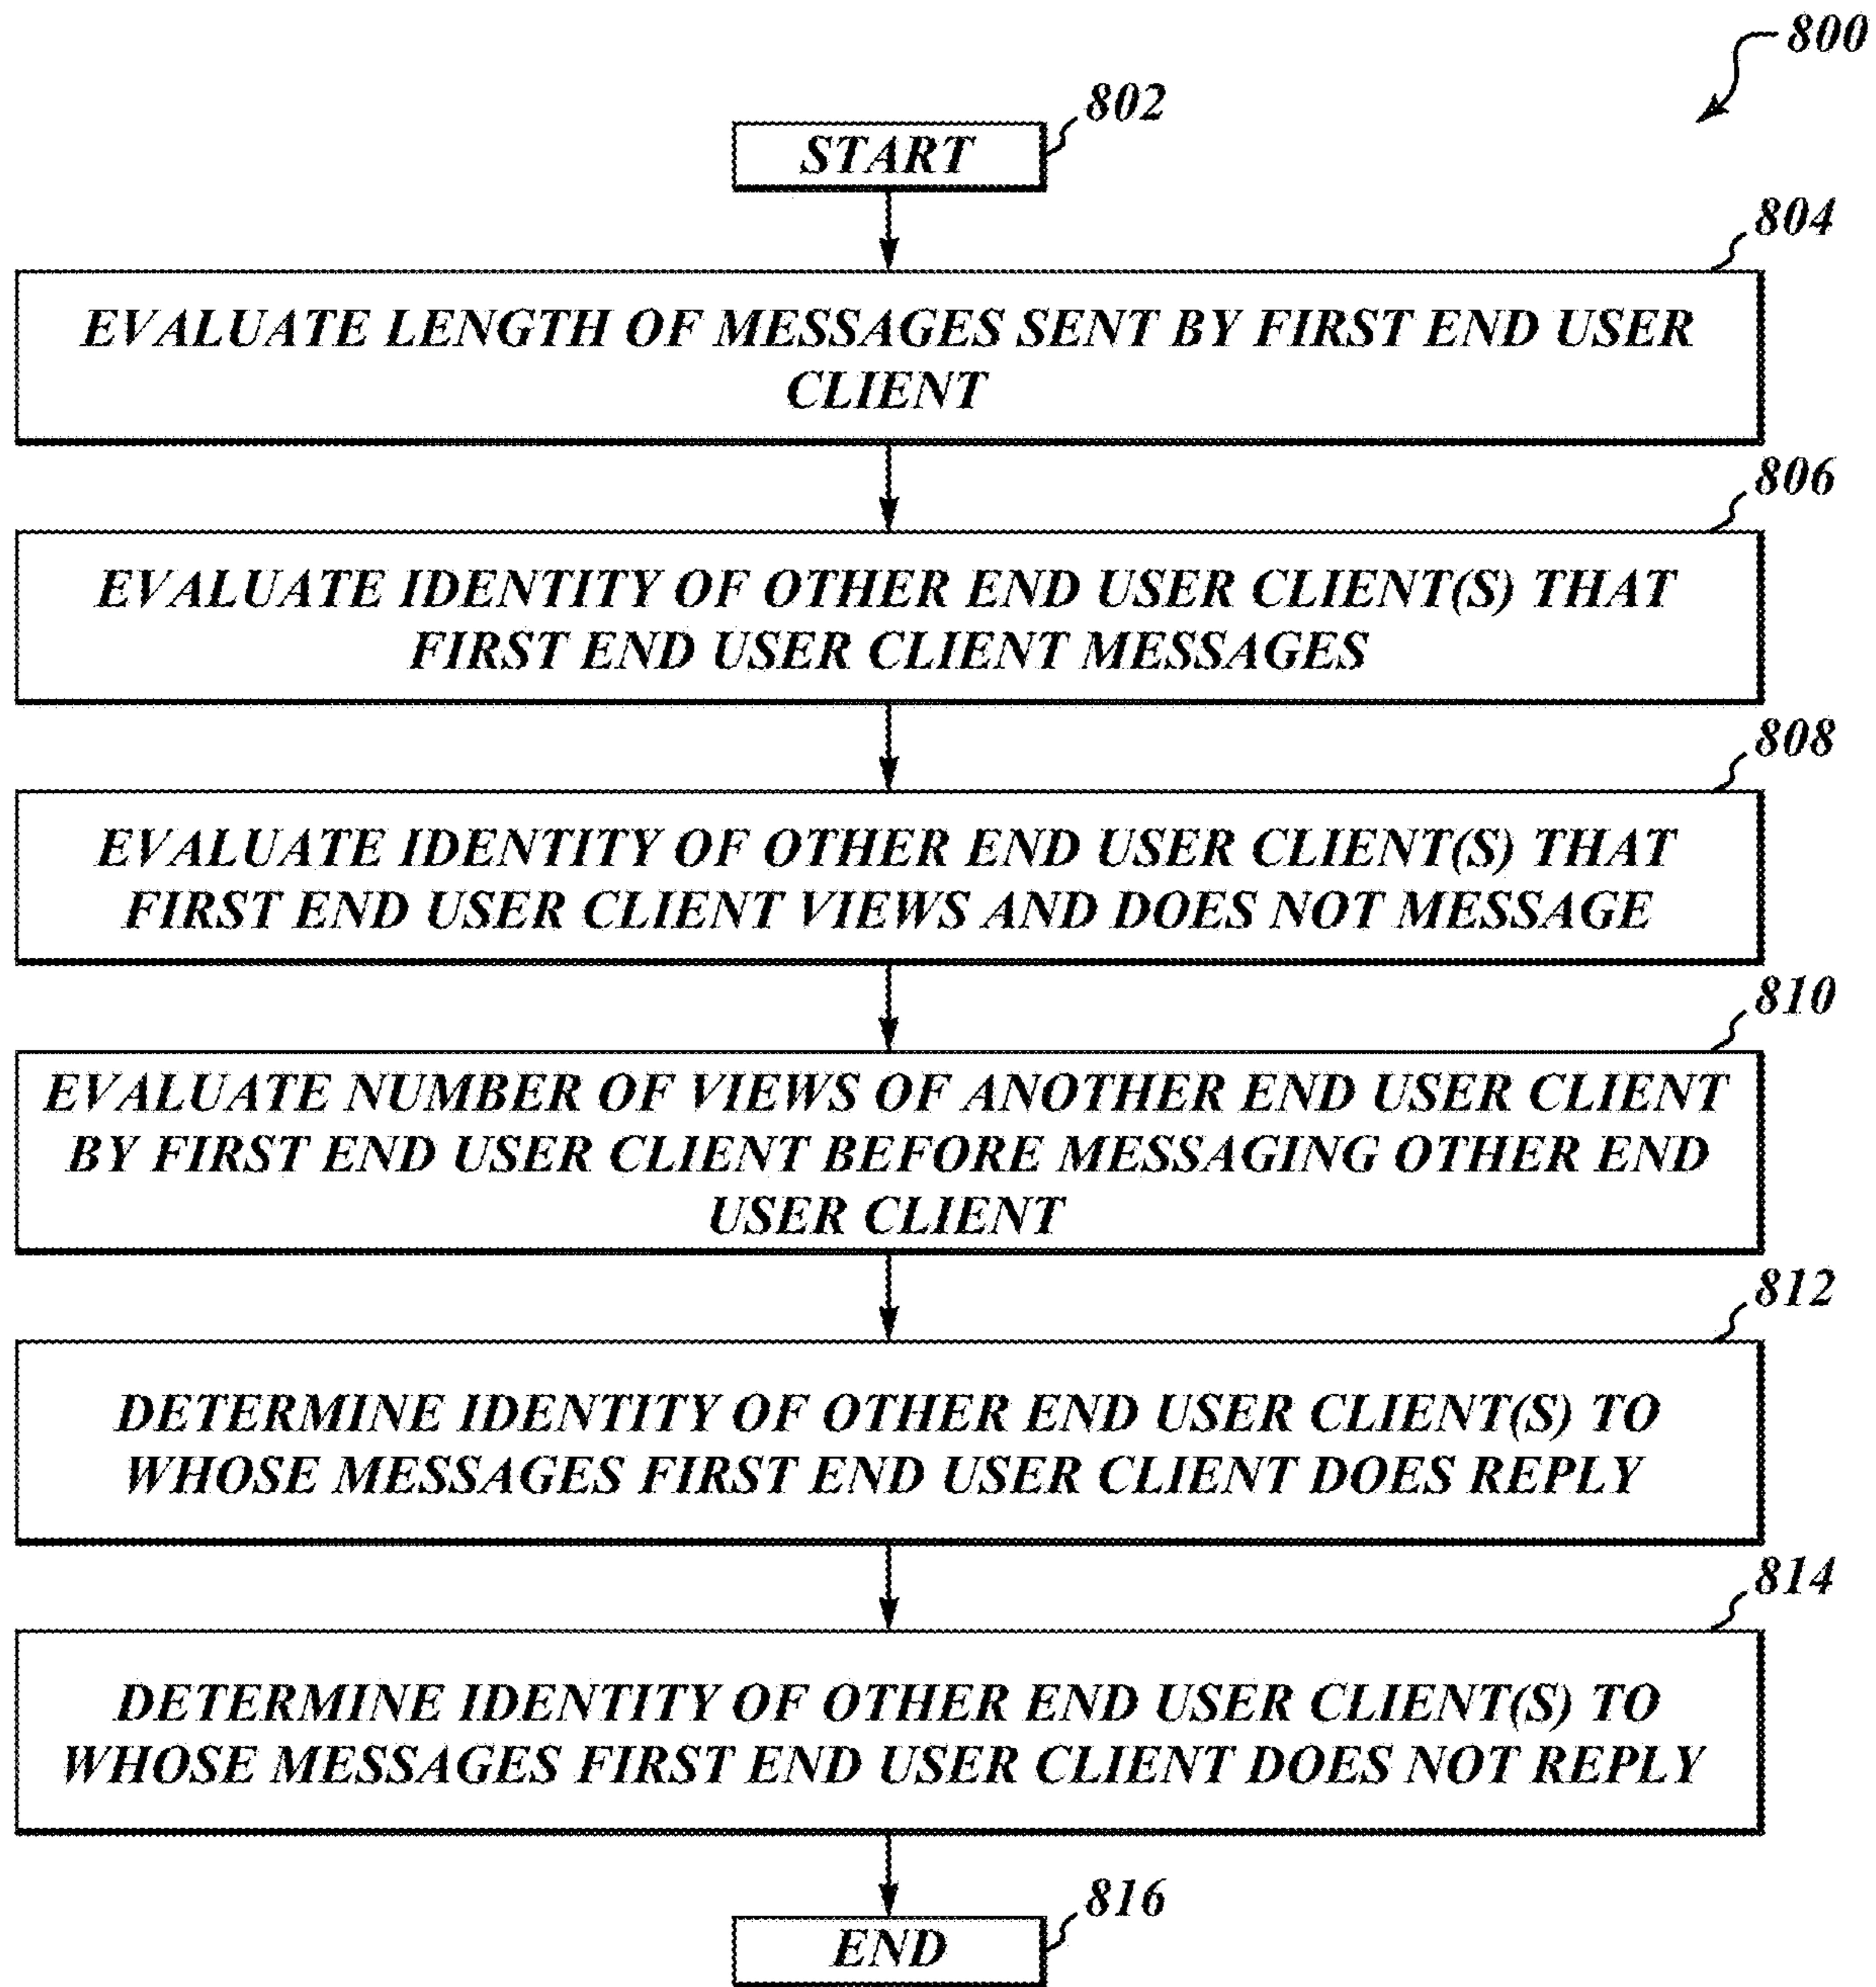 800
802
START
804
EVALUATE LENGTH OF MESSAGES SENT BY FIRST END USER
CLIENT
806
EVALUATE IDENTITY OF OTHER END USER CLIENT(S) THAT
FIRST END USER CLIENT MESSAGES
808
EVALUATE IDENTITY OF OTHER END USER CLIENT(S) THAT
FIRST END USER CLIENT VIEWS AND DOES NOT MESSAGE
810
EVALUATE NUMBER OF VIEWS OF ANOTHER END USER CLIENT
BY FIRST END USER CLIENT BEFORE MESSAGING OTHER END
USER CLIENT
812
DETERMINE IDENTITY OF OTHER END USER CLIENT(S) TO
WHOSE MESSAGES FIRST END USER CLIENT DOES REPLY
814
DETERMINE IDENTITY OF OTHER END USER CLIENT(S) TO
WHOSE MESSAGES FIRST END USER CLIENT DOES NOT REPLY
816
END